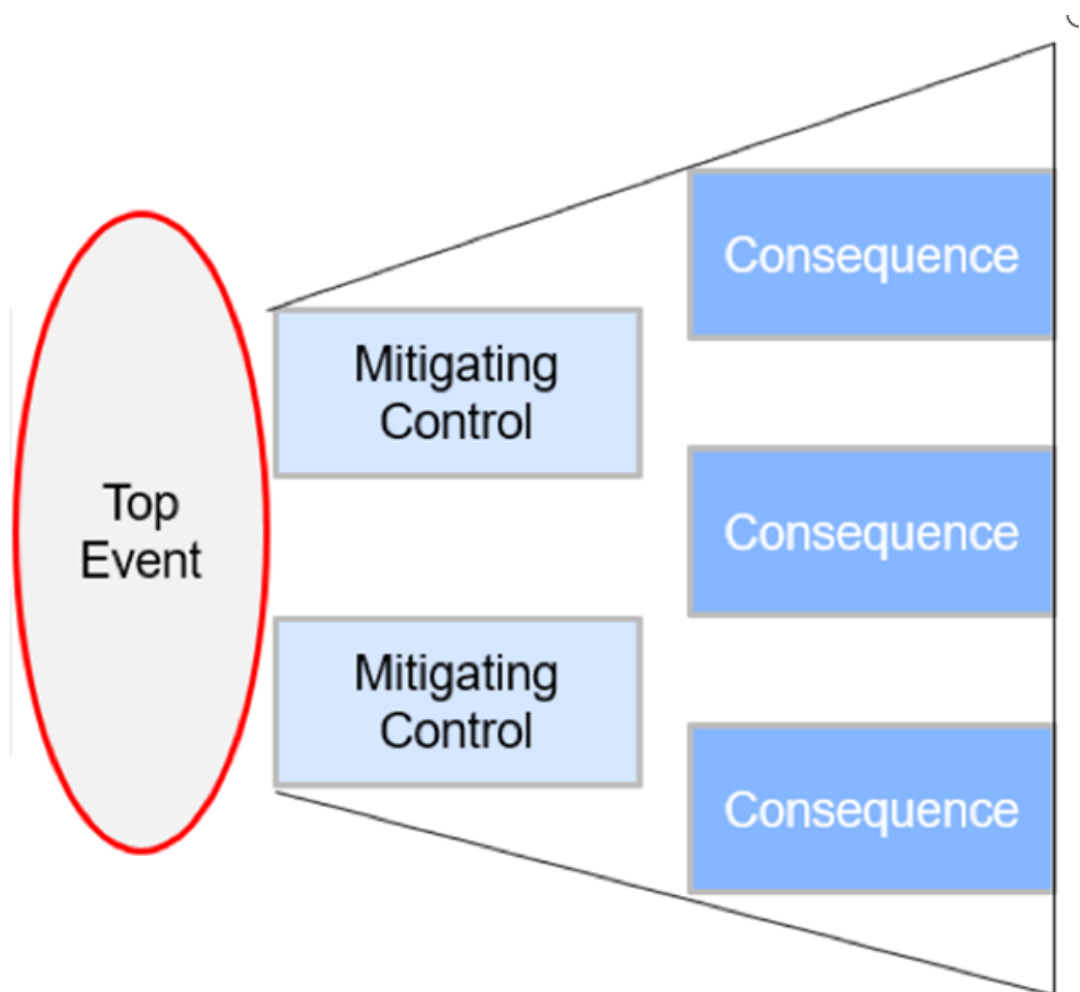 Top
Event
Mitigating
Control
Mitigating
Control
Consequence
Consequence
Consequence